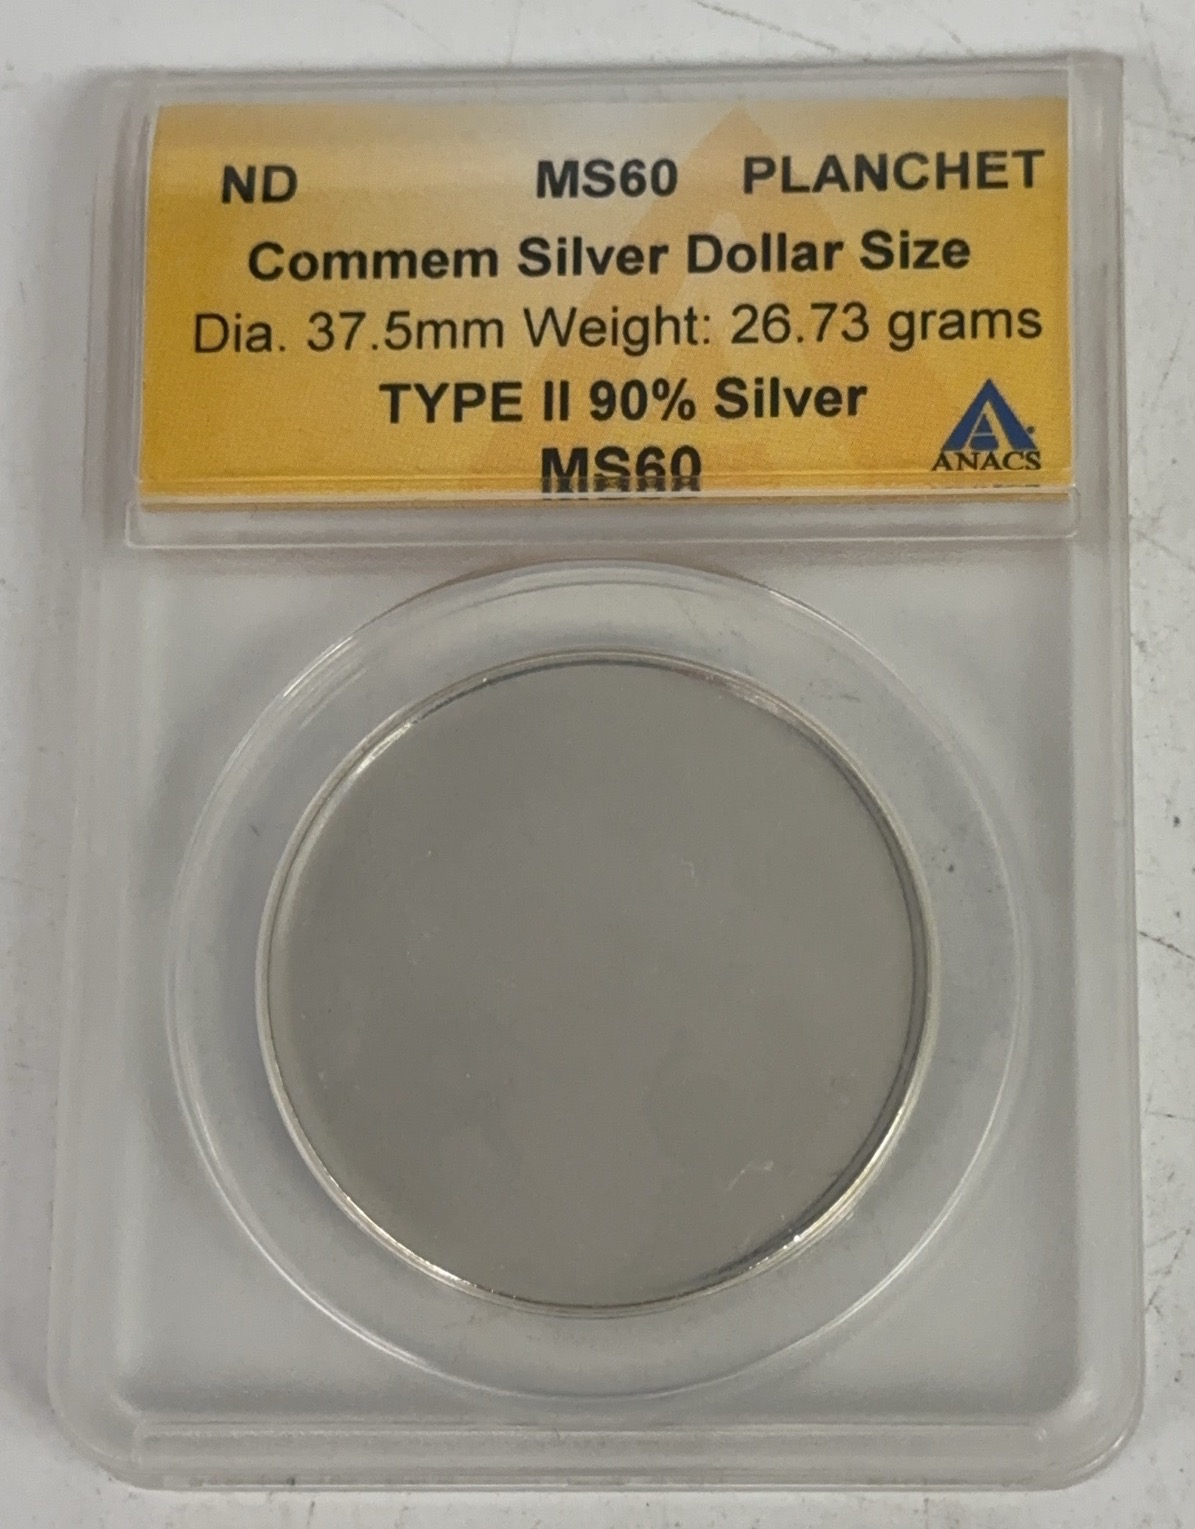 ND MS60 PLANCHET
Commem Silver Dollar Size
Dia. 37.5mm Weight: 26.73 grams
TYPE II 90% Silver
MS60
ANACS